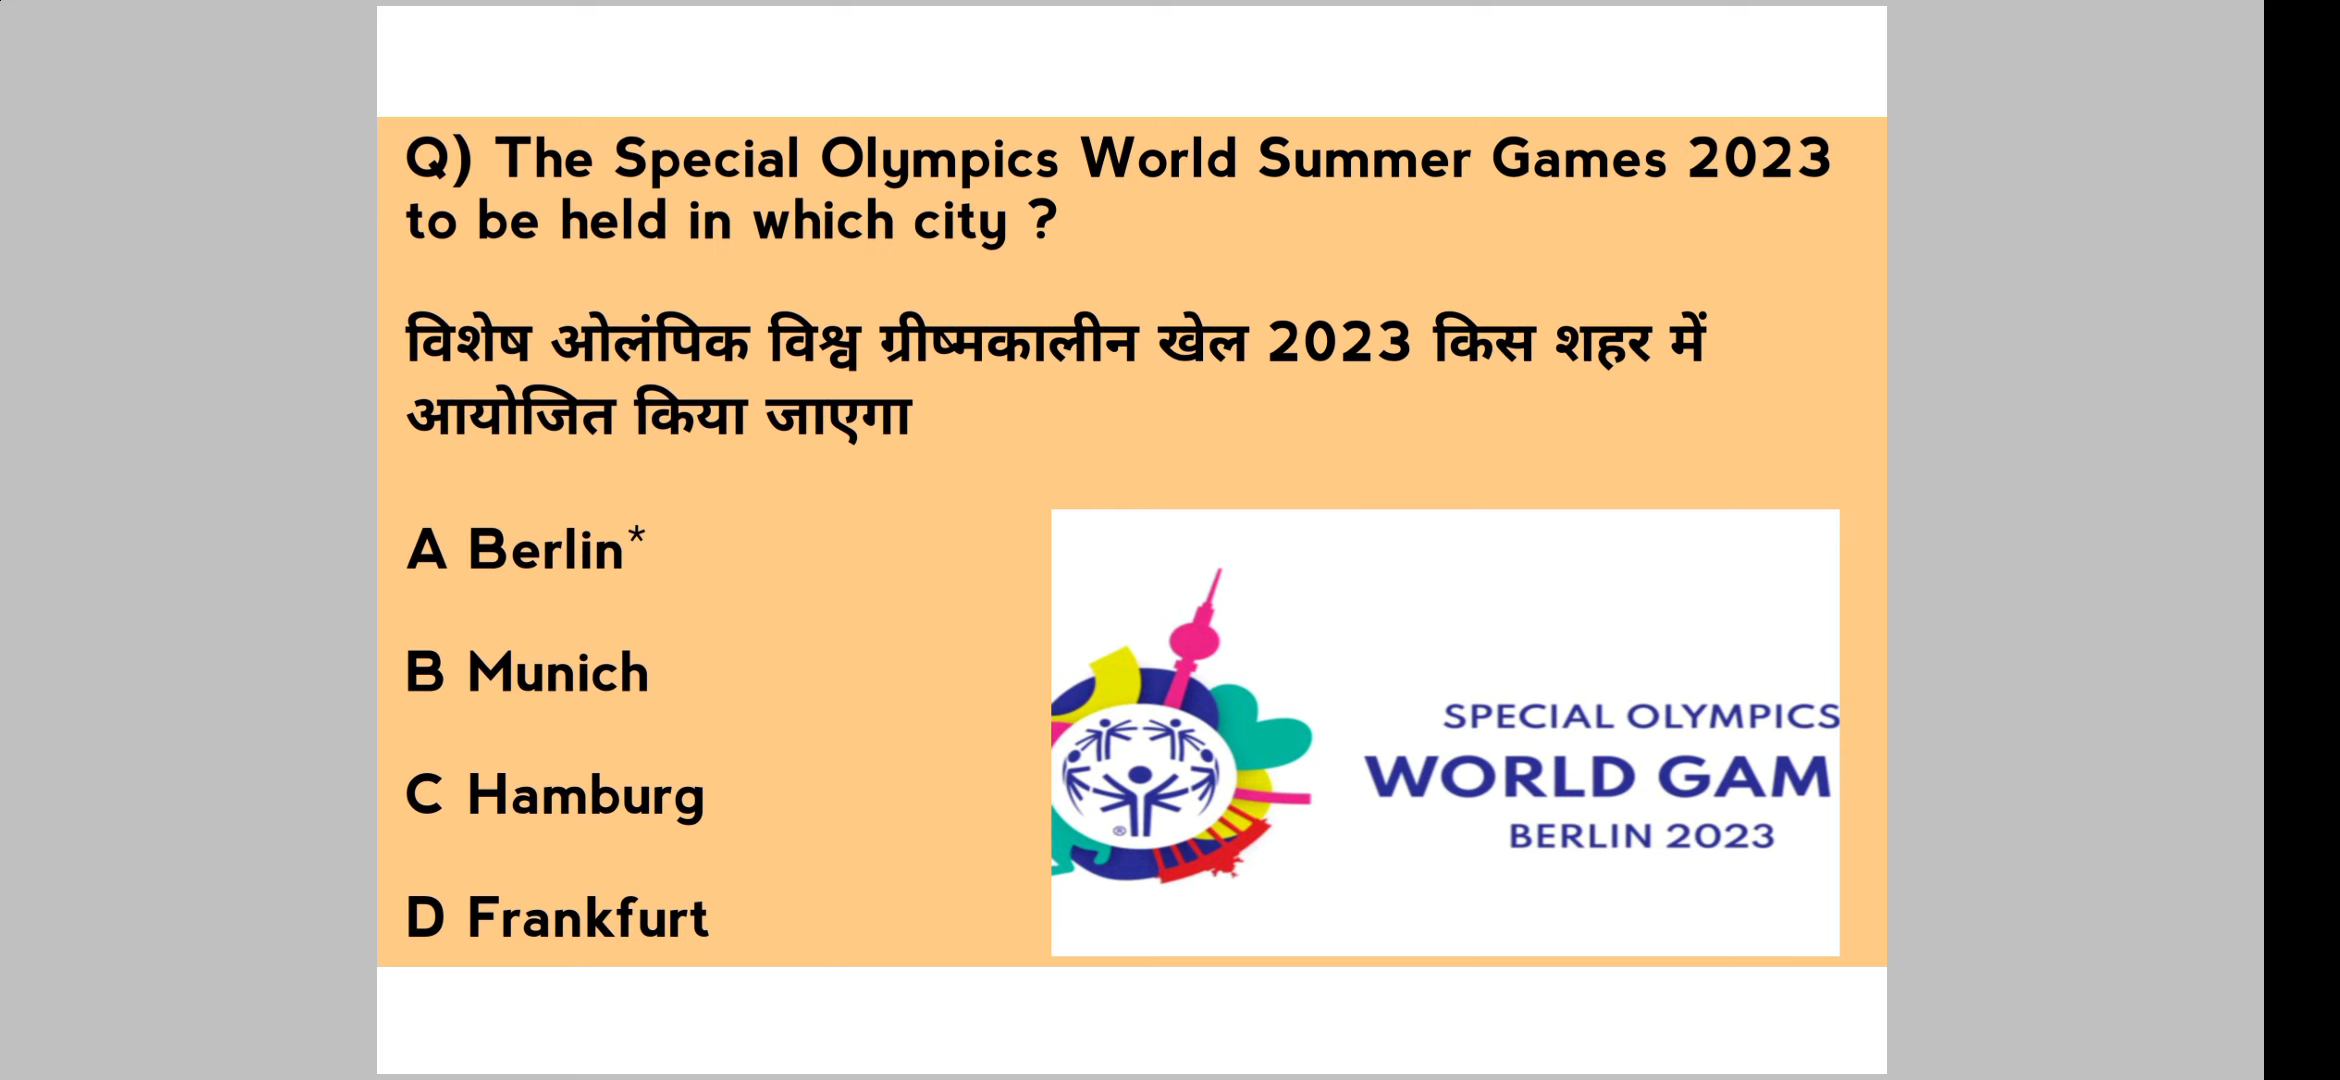 Q) The Special Olympics World Summer Games 2023
to be held in which city ?
विशेष ओलंपिक विश्व ग्रीष्मकालीन खेल 2023 किस शहर में
आयोजित किया जाएगा
A Berlin*
B Munich
C Hamburg
D Frankfurt
SPECIAL OLYMPICS
WORLD GAM
BERLIN 2023
®